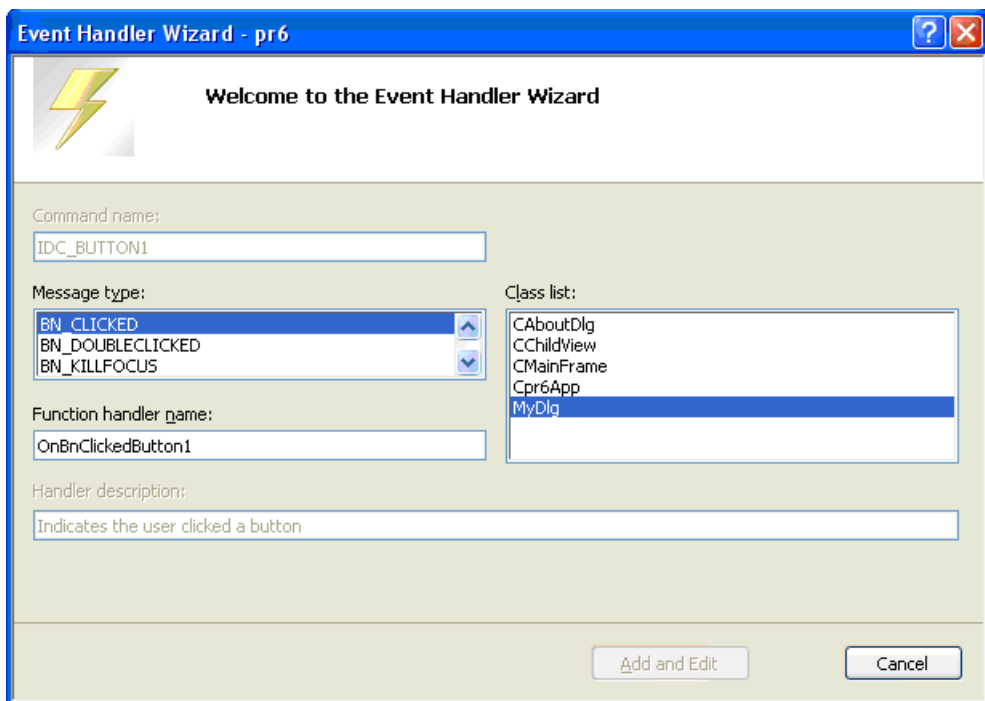 Event Handler Wizard - pr6
Welcome to the Event Handler Wizard
Command name:
IDC_BUTTON1
Message type:
BN_CLICKED
BN_DOUBLECLICKED
BN_KILLFOCUS
Function handler name:
OnBnClickedButton1
Class list:
CAboutDlg
CChildView
CMainFrame
Cpr6App
MyDlg
Handler description:
Indicates the user clicked a button
Add and Edit
Cancel